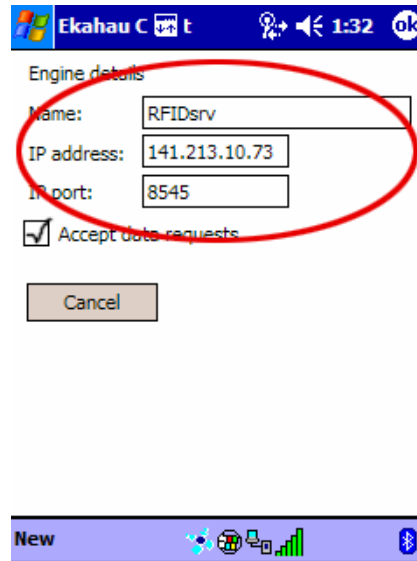 Ekahau C t 1:32 ok
Engine details
Name: RFIDsrv
IP address: 141.213.10.73
IP port: 8545
Accept data requests
Cancel
New